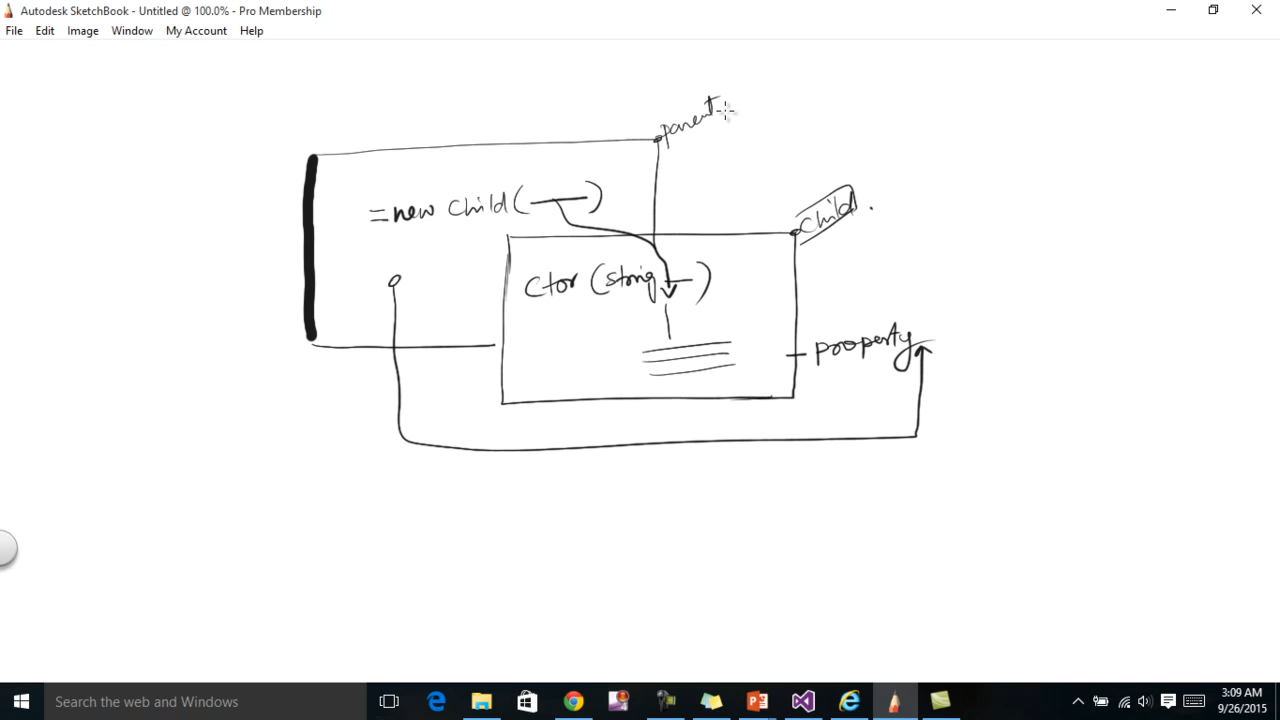 Autodesk SketchBook - Untitled @ 100.0% - Pro Membership
File Edit Image Window My Account Help
parent
= new Child( )
Child.
Ctor (string )
property
Search the web and Windows
3:09 AM
9/26/2015